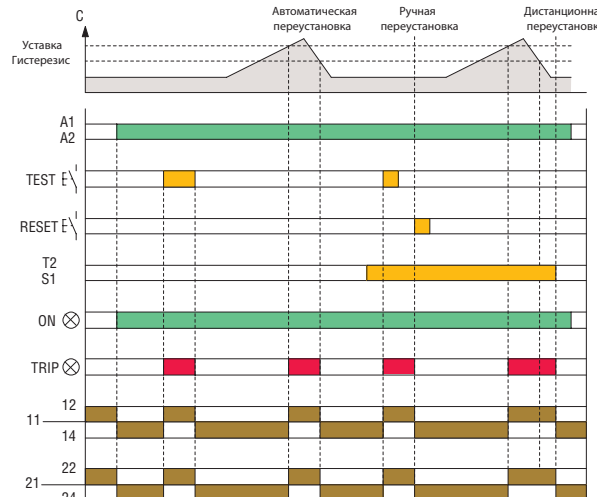 C
Автоматическая
переустановка
Ручная
переустановка
Дистанционна
переустановк
Уставка
Гистерезис
A1
A2
TEST
RESET
T2
S1
ON
TRIP
12
11
14
22
21
24